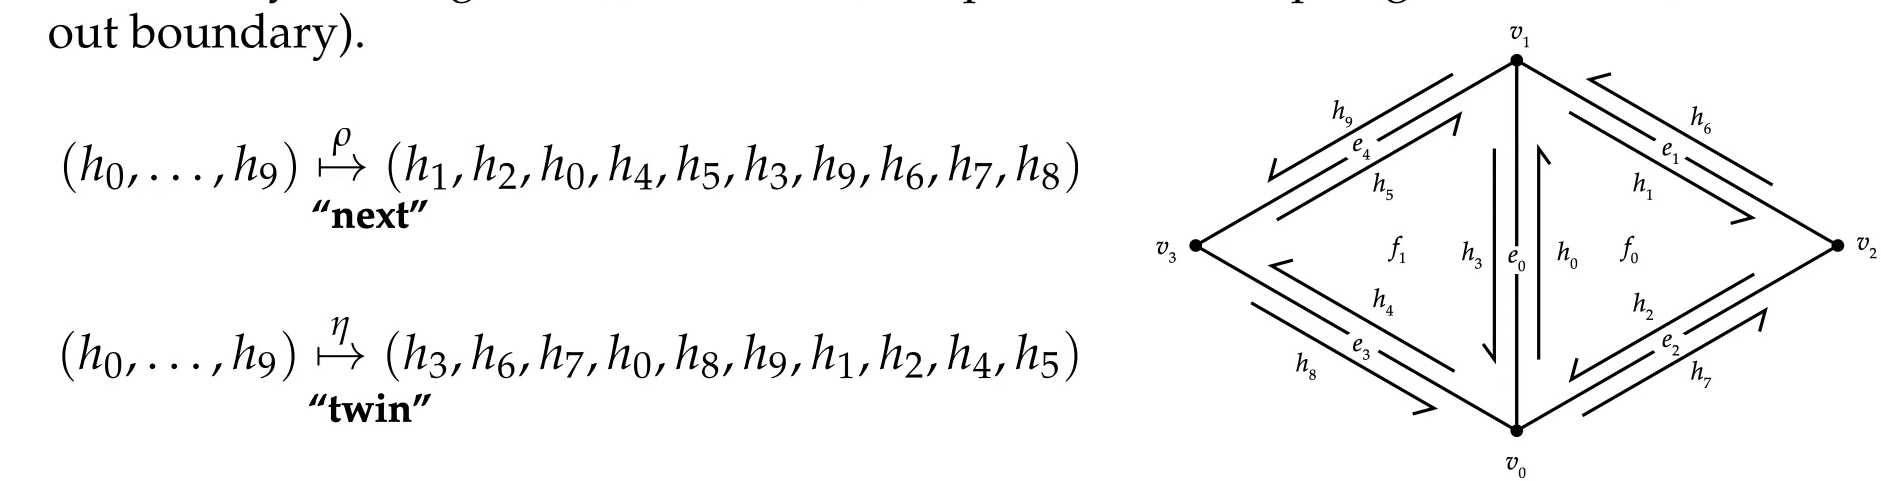 out boundary).
(h₀, . . . , h₉) ρ↦ (h₁, h₂, h₀, h₄, h₅, h₃, h₉, h₆, h₇, h₈)
“next”
(h₀, . . . , h₉) η↦ (h₃, h₆, h₇, h₀, h₈, h₉, h₁, h₂, h₄, h₅)
“twin”
v₁
h₉
h₆
e₄
e₁
h₅
h₁
v₃
f₁
h₃
e₀
h₀
f₀
v₂
h₄
h₂
e₃
e₂
h₈
h₇
v₀